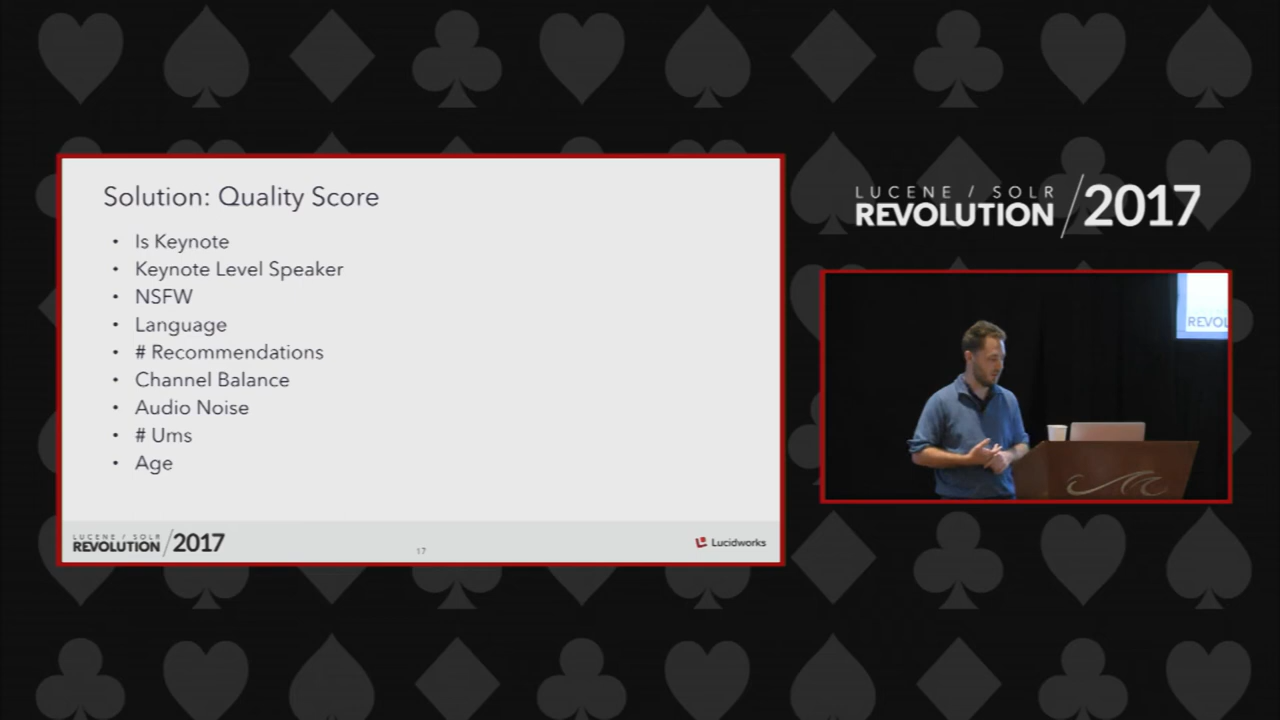 Solution: Quality Score
• Is Keynote
• Keynote Level Speaker
• NSFW
• Language
• # Recommendations
• Channel Balance
• Audio Noise
• # Ums
• Age
LUCENE / SOLR
REVOLUTION / 2017
17
Lucidworks
LUCENE / SOLR
REVOLUTION / 2017
REVOL